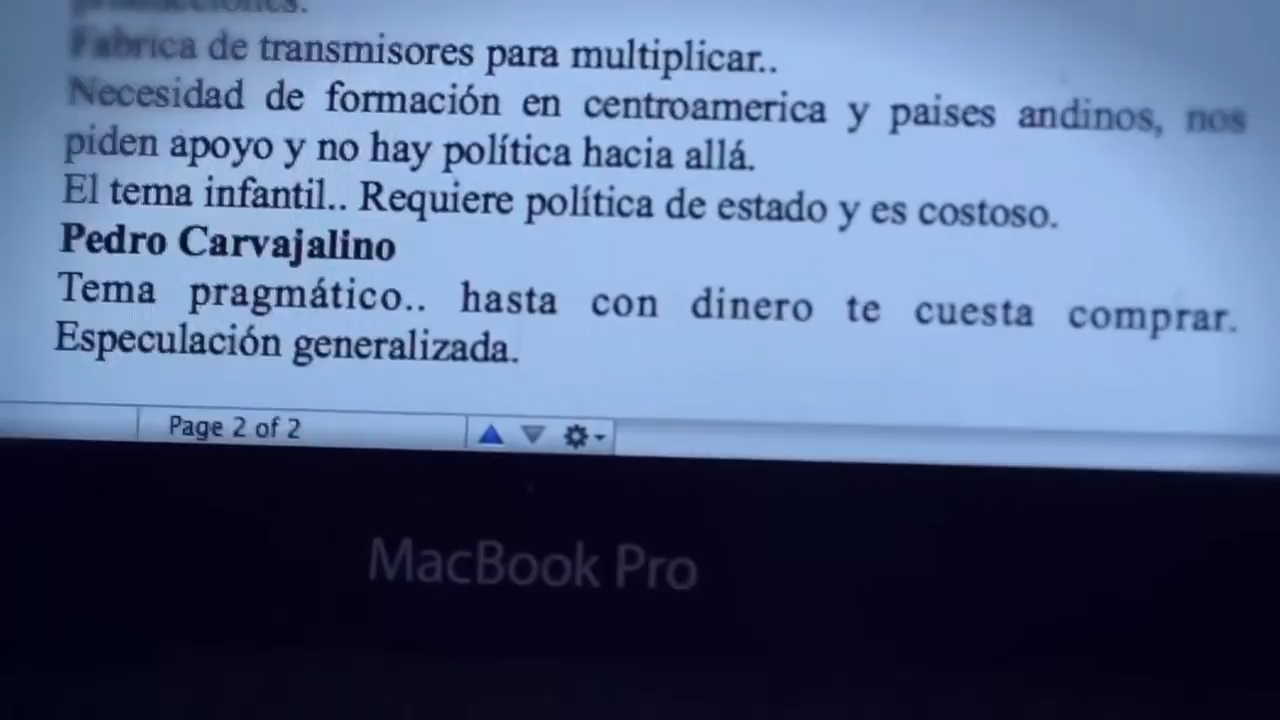 Fabrica de transmisores para multiplicar..
Necesidad de formación en centroamerica y paises andinos, nos
piden apoyo y no hay política hacia allá.
El tema infantil.. Requiere política de estado y es costoso.
Pedro Carvajalino
Tema pragmático.. hasta con dinero te cuesta comprar.
Especulación generalizada.
Page 2 of 2
MacBook Pro